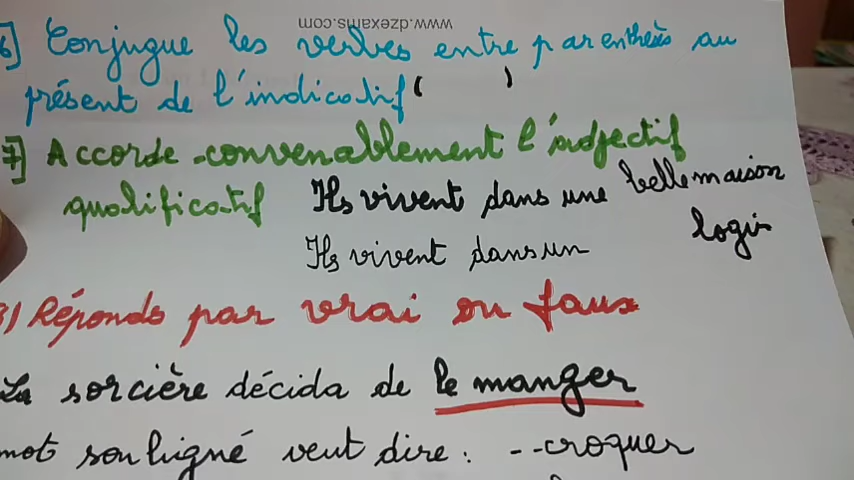 www.dzexams.com
6] Conjugue les verbes entre parenthèses au
présent de l'indicatif ( )
7] Accorde convenablement l'adjectif
qualificatif Ils vivent dans une belle maison
Ils vivent dans un logis
3) Réponds par vrai ou faux
La sorcière décida de le manger
mot souligné veut dire : --croquer